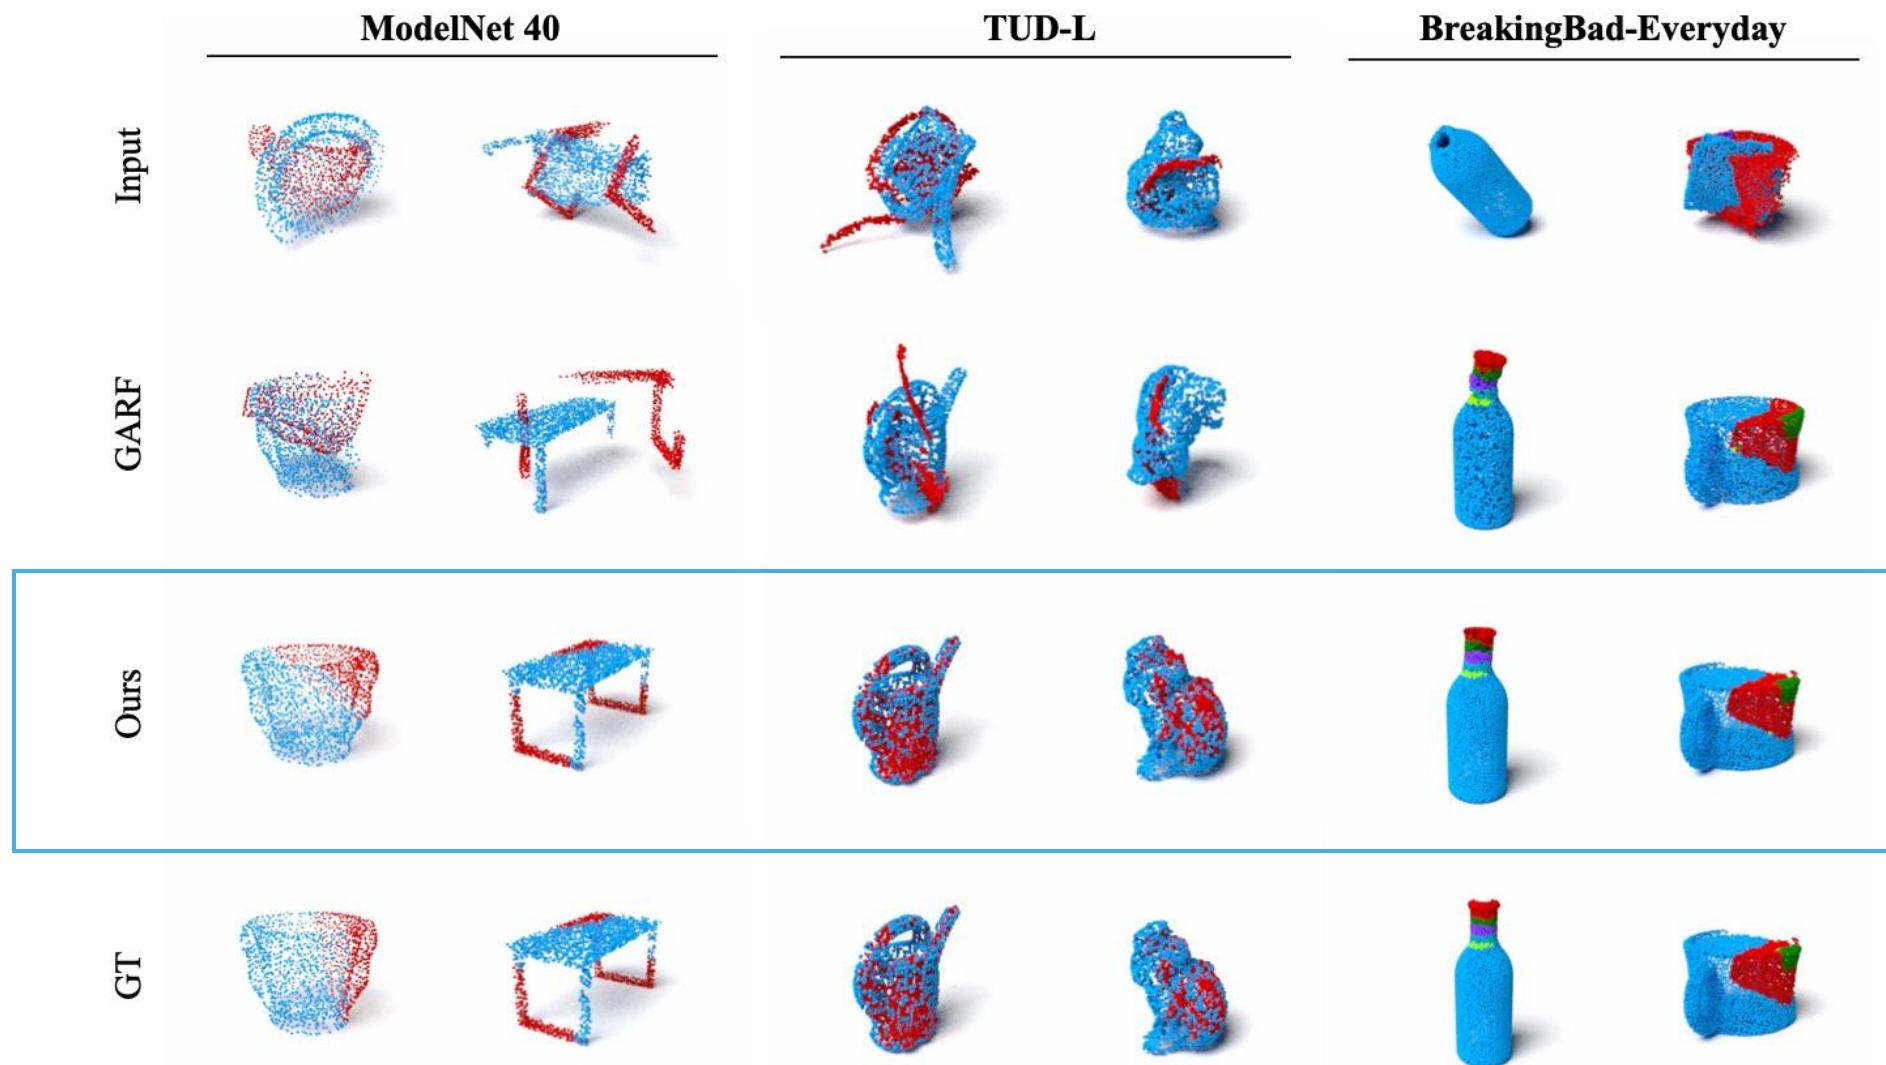 ModelNet 40
TUD-L
BreakingBad-Everyday
Input
GARF
Ours
GT